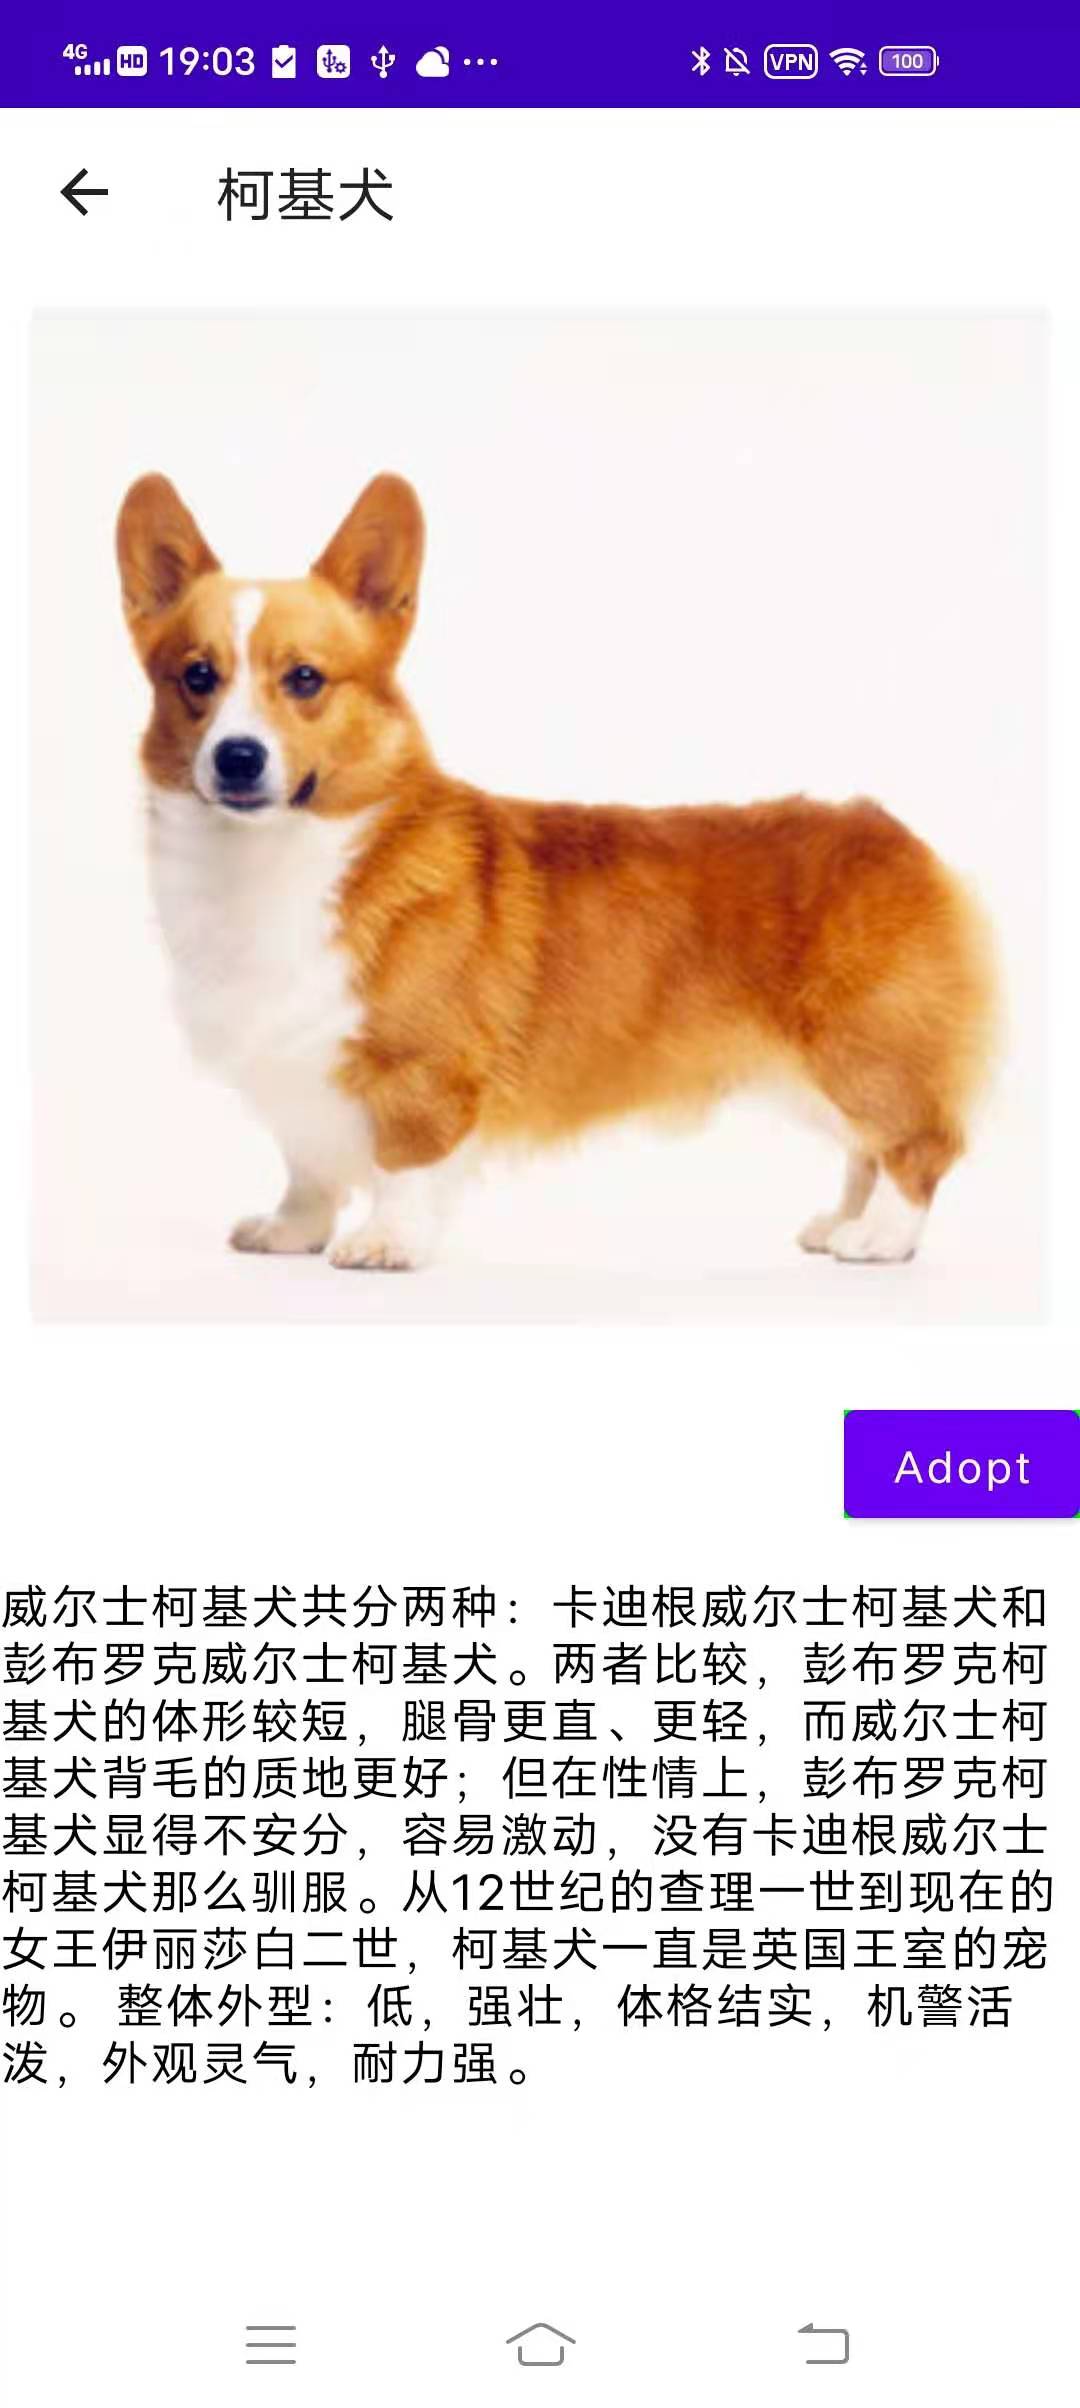 4G HD 19:03 VPN 100
柯基犬
Adopt
威尔士柯基犬共分两种：卡迪根威尔士柯基犬和
彭布罗克威尔士柯基犬。两者比较，彭布罗克柯
基犬的体形较短，腿骨更直、更轻，而威尔士柯
基犬背毛的质地更好；但在性情上，彭布罗克柯
基犬显得不安分，容易激动，没有卡迪根威尔士
柯基犬那么驯服。从12世纪的查理一世到现在的
女王伊丽莎白二世，柯基犬一直是英国王室的宠
物。 整体外型：低，强壮，体格结实，机警活
泼，外观灵气，耐力强。